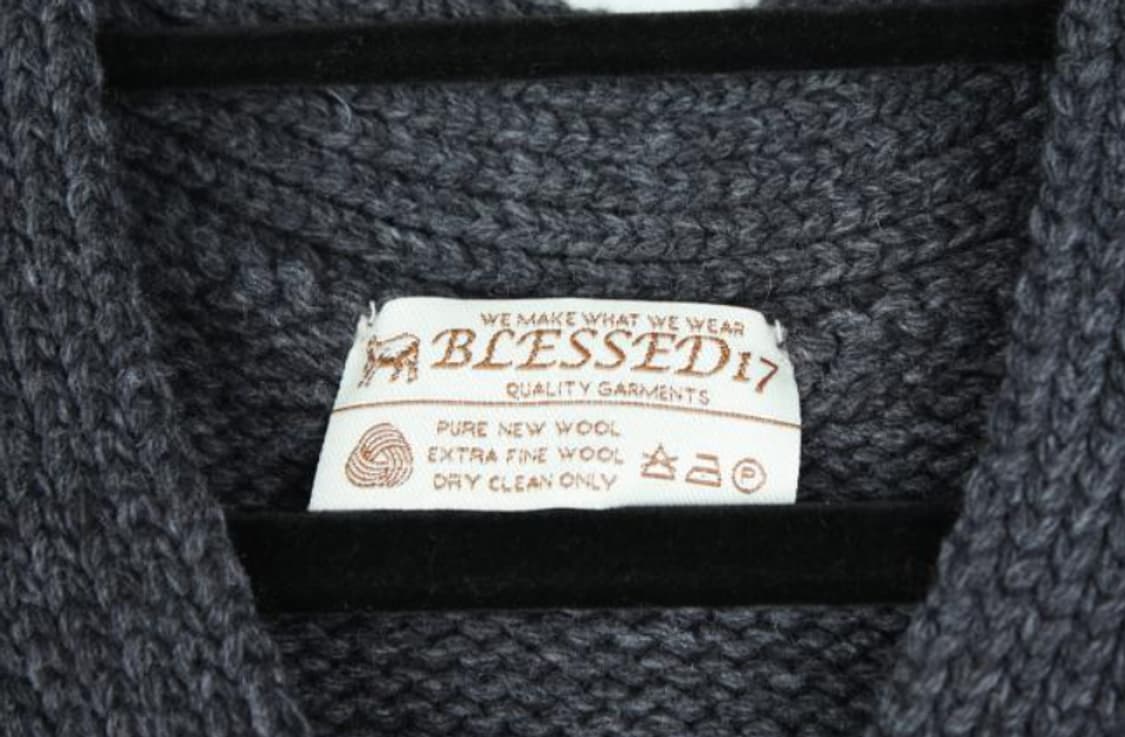 WE MAKE WHAT WE WEAR
BLESSED17
QUALITY GARMENTS
PURE NEW WOOL
EXTRA FINE WOOL
DRY CLEAN ONLY
P